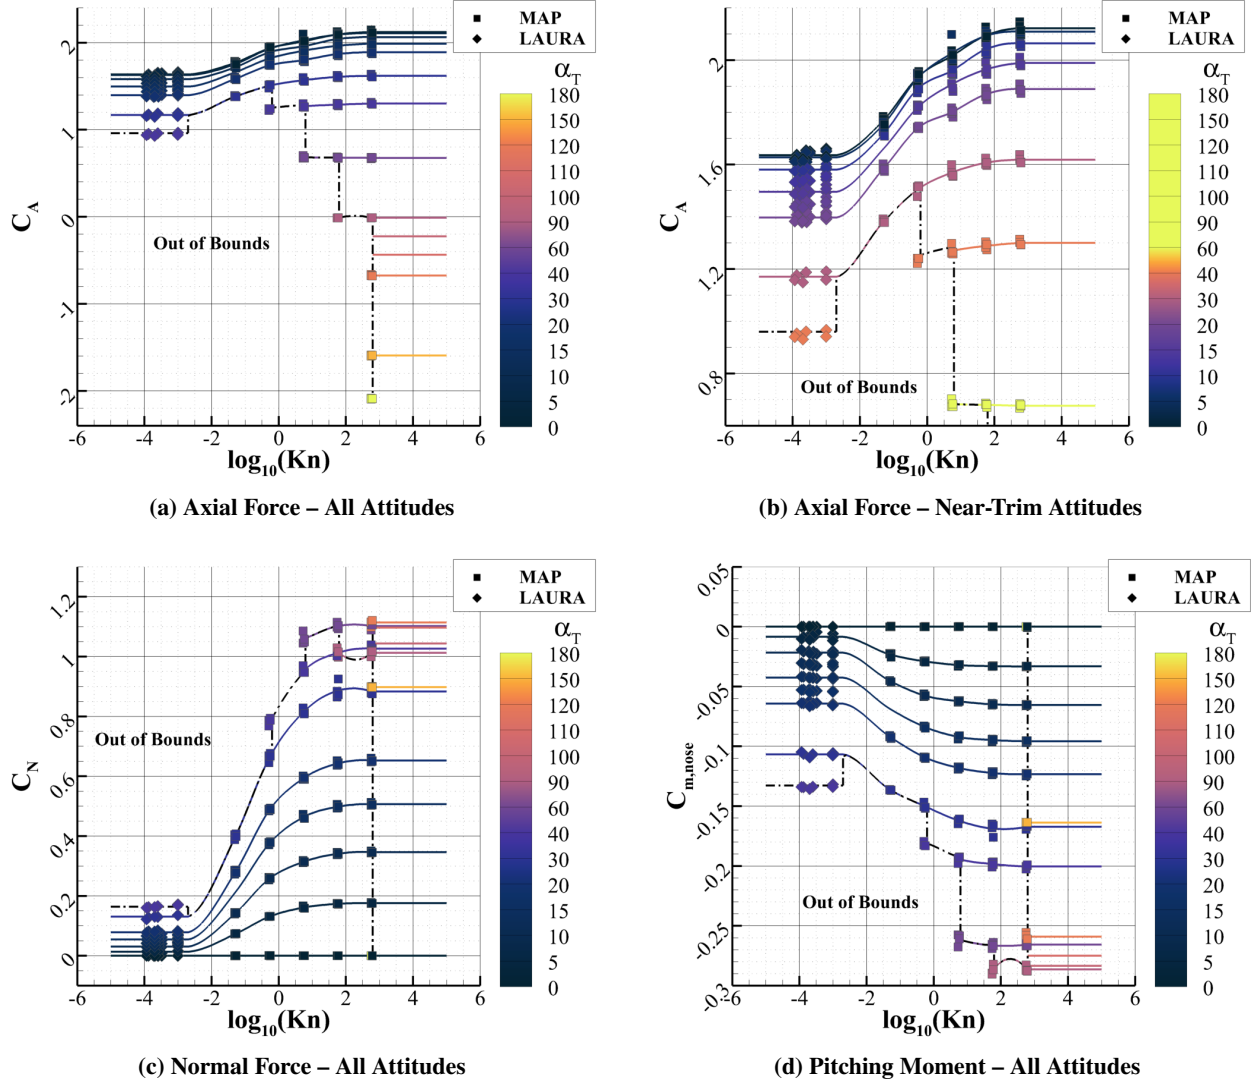 MAP
LAURA
α_T
2
1
0
-1
-2
C_A
Out of Bounds
180
150
120
110
100
90
60
40
30
20
15
10
5
0
-6 -4 -2 0 2 4 6
log₁₀(Kn)
(a) Axial Force – All Attitudes
MAP
LAURA
α_T
2
1.6
1.2
0.8
C_A
Out of Bounds
180
150
120
110
100
90
60
40
30
20
15
10
5
0
-6 -4 -2 0 2 4 6
log₁₀(Kn)
(b) Axial Force – Near-Trim Attitudes
MAP
LAURA
α_T
1.2
1
0.8
0.6
0.4
0.2
0
C_N
Out of Bounds
180
150
120
110
100
90
60
40
30
20
15
10
5
0
-6 -4 -2 0 2 4 6
log₁₀(Kn)
(c) Normal Force – All Attitudes
MAP
LAURA
α_T
0.05
0
-0.05
-0.1
-0.15
-0.2
-0.25
-0.3
C_m,nose
Out of Bounds
180
150
120
110
100
90
60
40
30
20
15
10
5
0
-6 -4 -2 0 2 4 6
log₁₀(Kn)
(d) Pitching Moment – All Attitudes